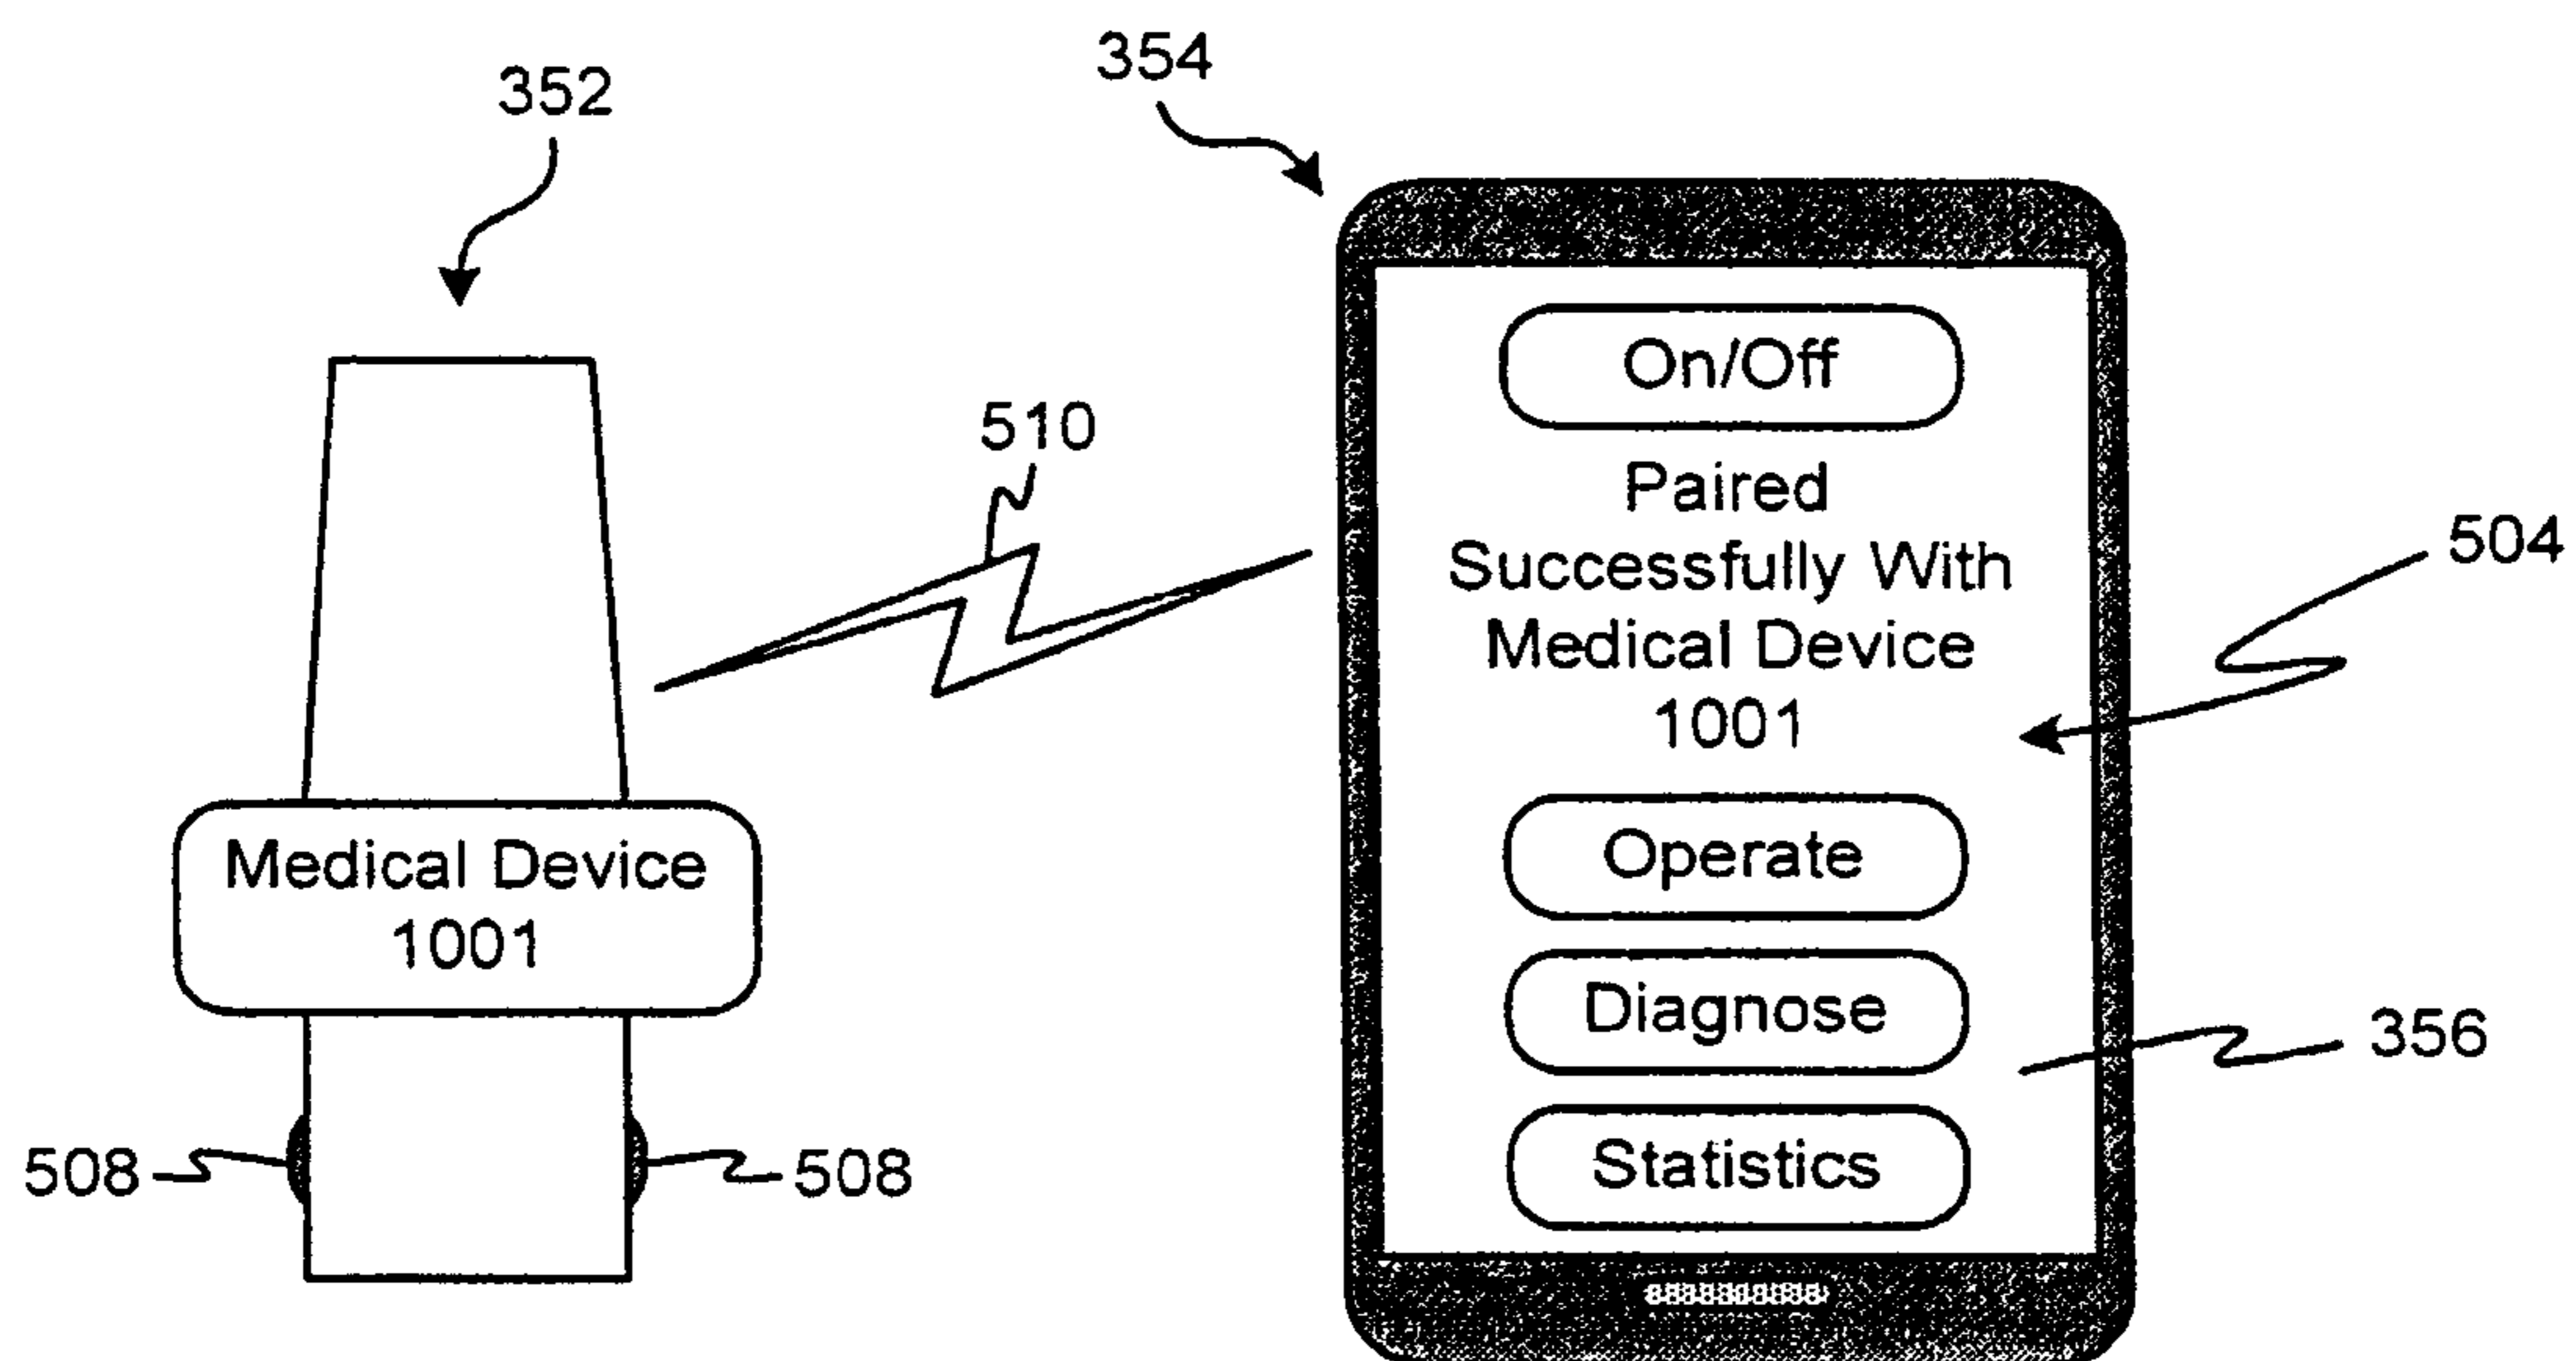 352
354
510
504
356
508
508
Medical Device
1001
On/Off
Paired
Successfully With
Medical Device
1001
Operate
Diagnose
Statistics